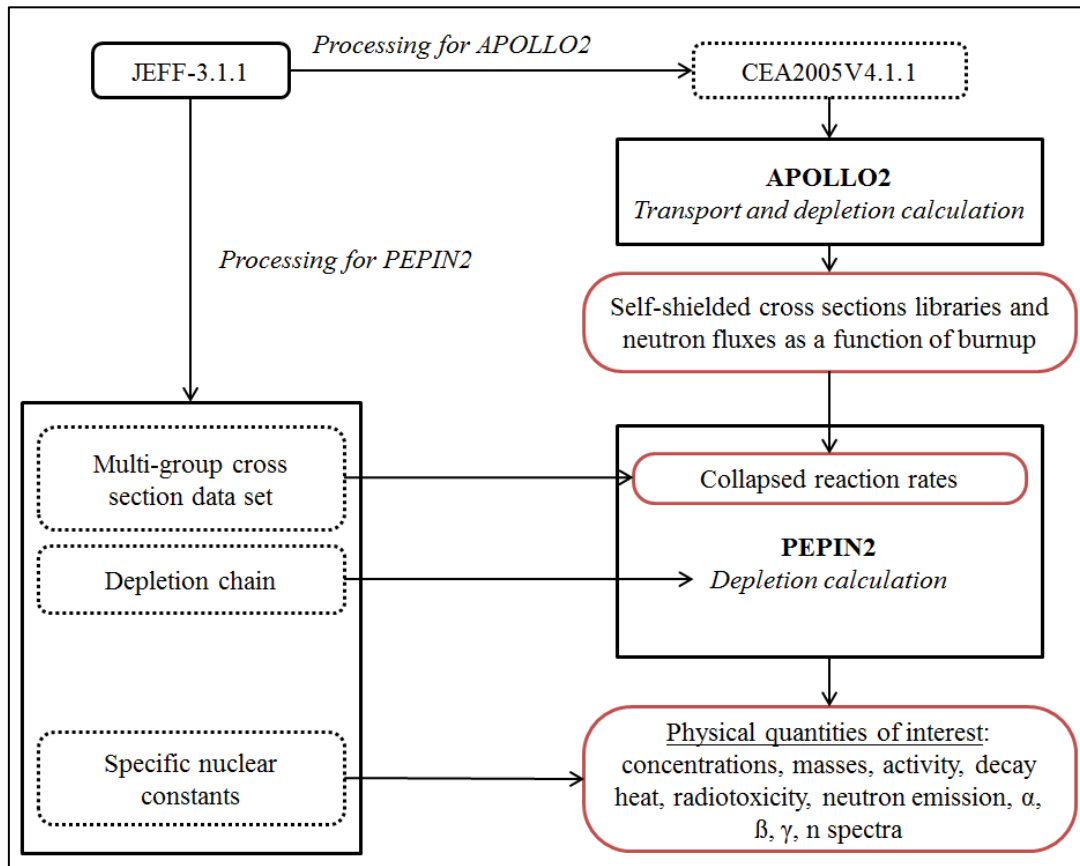 Processing for APOLLO2
JEFF-3.1.1
CEA2005V4.1.1
APOLLO2
Transport and depletion calculation
Processing for PEPIN2
Self-shielded cross sections libraries and
neutron fluxes as a function of burnup
Multi-group cross
section data set
Collapsed reaction rates
PEPIN2
Depletion calculation
Depletion chain
Specific nuclear
constants
Physical quantities of interest:
concentrations, masses, activity, decay
heat, radiotoxicity, neutron emission, α,
ß, γ, n spectra